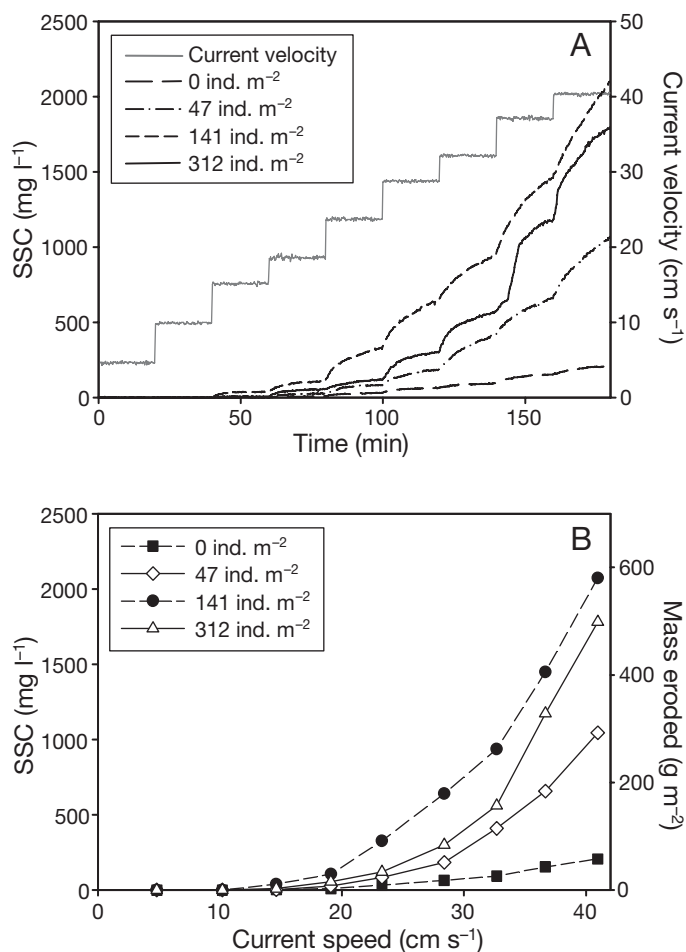 A
Current velocity
0 ind. m⁻²
47 ind. m⁻²
141 ind. m⁻²
312 ind. m⁻²
SSC (mg l⁻¹)
2500
2000
1500
1000
500
0
Current velocity (cm s⁻¹)
50
40
30
20
10
0
0 50 100 150
Time (min)
B
0 ind. m⁻²
47 ind. m⁻²
141 ind. m⁻²
312 ind. m⁻²
SSC (mg l⁻¹)
2500
2000
1500
1000
500
0
Mass eroded (g m⁻²)
600
400
200
0
0 10 20 30 40
Current speed (cm s⁻¹)